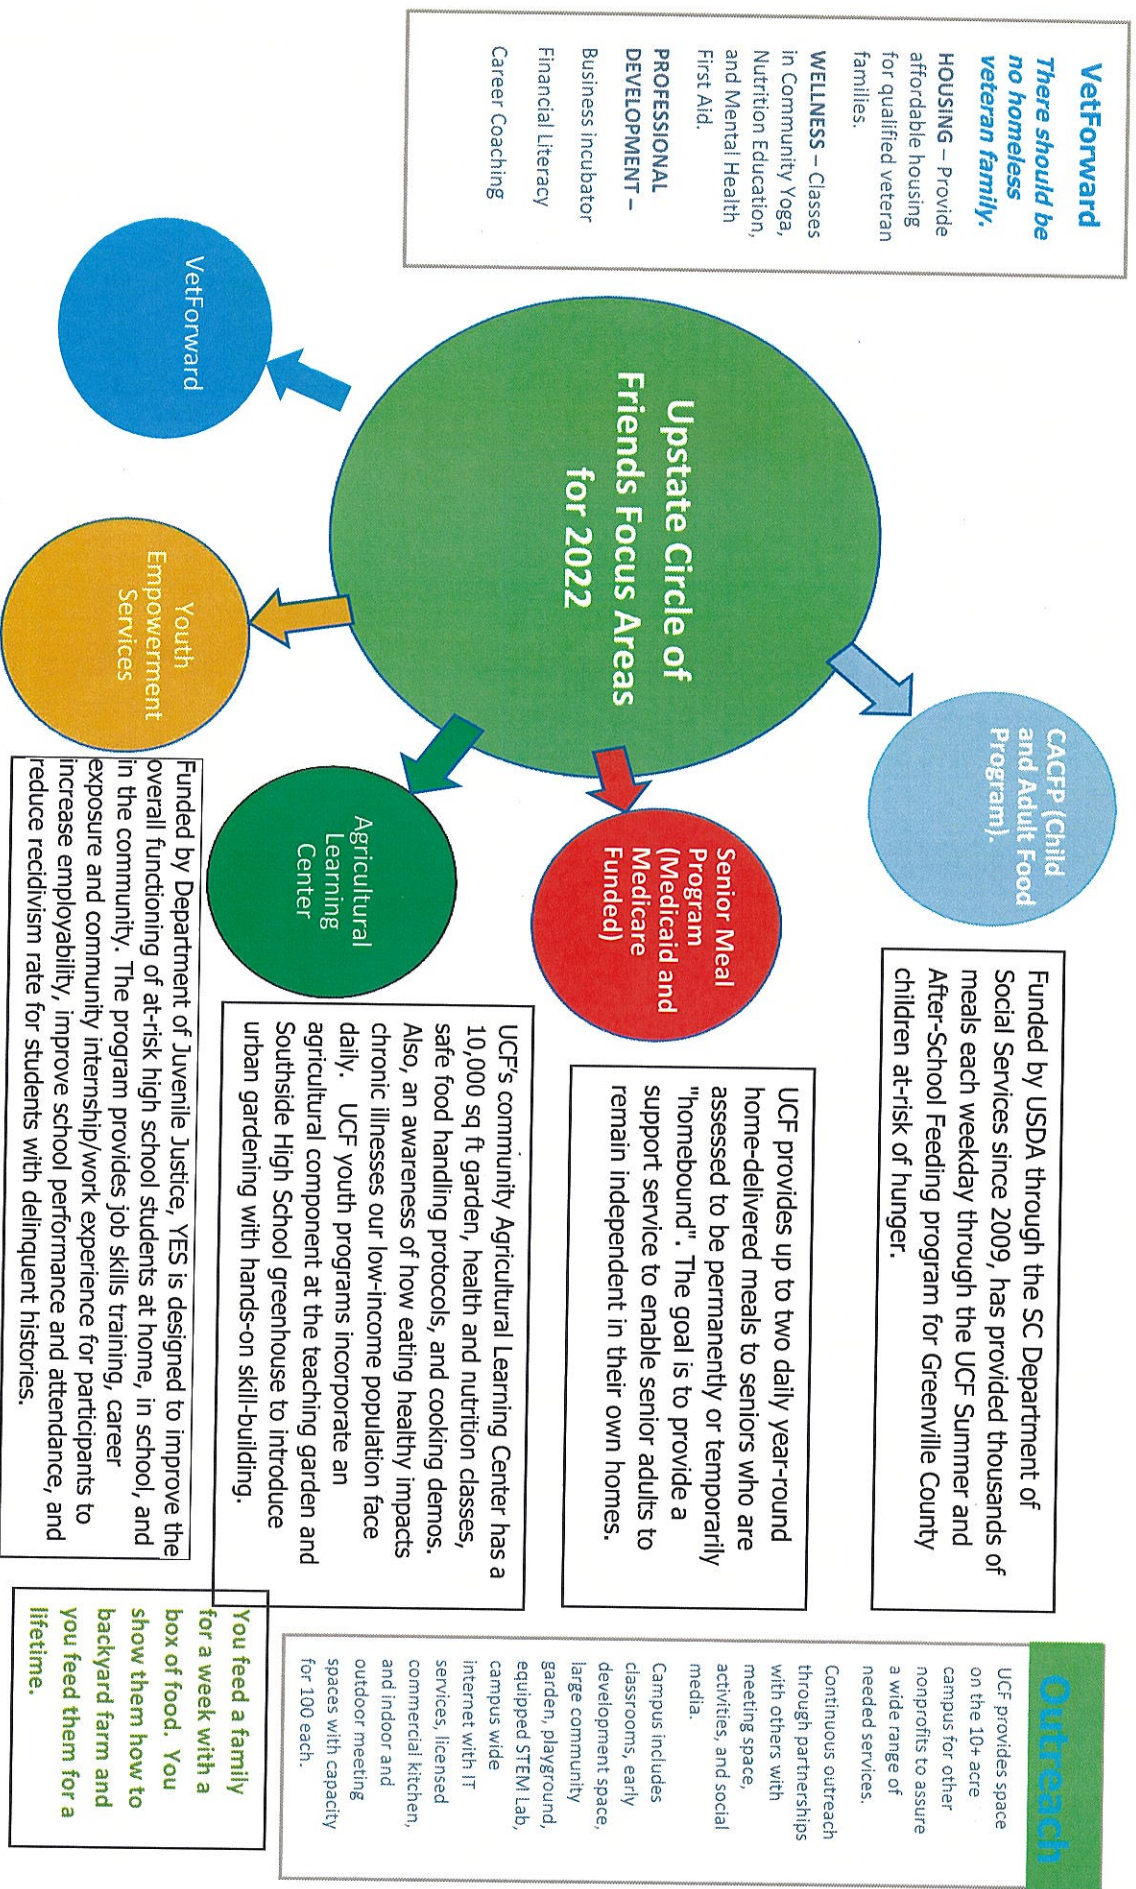 VetForward
There should be
no homeless
veteran family.
HOUSING – Provide
affordable housing
for qualified veteran
families.
WELLNESS – Classes
in Community Yoga,
Nutrition Education,
and Mental Health
First Aid.
PROFESSIONAL
DEVELOPMENT –
Business incubator
Financial Literacy
Career Coaching
Upstate Circle of
Friends Focus Areas
for 2022
CACFP (Child
and Adult Food
Program).
Funded by USDA through the SC Department of
Social Services since 2009, has provided thousands of
meals each weekday through the UCF Summer and
After-School Feeding program for Greenville County
children at-risk of hunger.
Senior Meal
Program
(Medicaid and
Medicare
Funded)
UCF provides up to two daily year-round
home-delivered meals to seniors who are
assessed to be permanently or temporarily
"homebound". The goal is to provide a
support service to enable senior adults to
remain independent in their own homes.
Agricultural
Learning
Center
UCF's community Agricultural Learning Center has a
10,000 sq ft garden, health and nutrition classes,
safe food handling protocols, and cooking demos.
Also, an awareness of how eating healthy impacts
chronic illnesses our low-income population face
daily. UCF youth programs incorporate an
agricultural component at the teaching garden and
Southside High School greenhouse to introduce
urban gardening with hands-on skill-building.
VetForward
Youth
Empowerment
Services
Funded by Department of Juvenile Justice, YES is designed to improve the
overall functioning of at-risk high school students at home, in school, and
in the community. The program provides job skills training, career
exposure and community internship/work experience for participants to
increase employability, improve school performance and attendance, and
reduce recidivism rate for students with delinquent histories.
Outreach
UCF provides space
on the 10+ acre
campus for other
nonprofits to assure
a wide range of
needed services.
Continuous outreach
through partnerships
with others with
meeting space,
activities, and social
media.
Campus includes
classrooms, early
development space,
large community
garden, playground,
equipped STEM Lab,
campus wide
internet with IT
services, licensed
commercial kitchen,
and indoor and
outdoor meeting
spaces with capacity
for 100 each.
You feed a family
for a week with a
box of food. You
show them how to
backyard farm and
you feed them for a
lifetime.